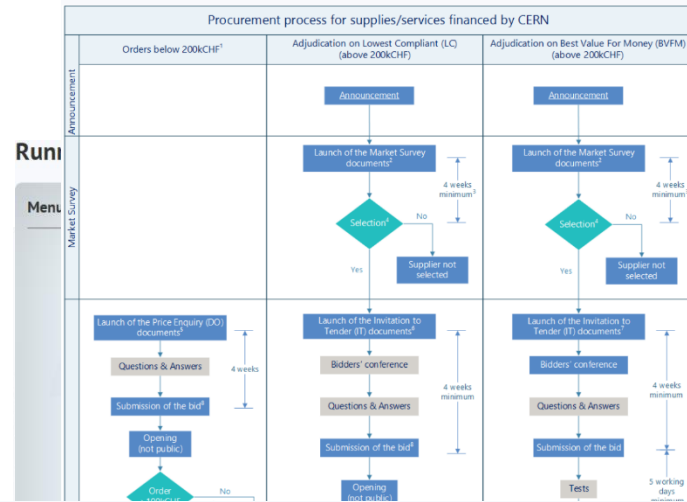 Procurement process for supplies/services financed by CERN
Orders below 200kCHF¹
Adjudication on Lowest Compliant (LC)
(above 200kCHF)
Adjudication on Best Value For Money (BVFM)
(above 200kCHF)
Announcement
Announcement
Announcement
Market Survey
Launch of the Market Survey
documents²
4 weeks
minimum³
Selection⁴
No
Yes
Supplier not
selected
Launch of the Market Survey
documents²
4 weeks
minimum³
Selection⁴
No
Yes
Supplier not
selected
Menu
Launch of the Price Enquiry (DO)
documents⁵
Questions & Answers
4 weeks
Submission of the bid⁸
Opening
(not public)
Order
No
Launch of the Invitation to
Tender (IT) documents⁶
Bidders' conference
4 weeks
minimum
Questions & Answers
Submission of the bid⁸
Opening
(not public)
Launch of the Invitation to
Tender (IT) documents⁷
Bidders' conference
4 weeks
minimum
Questions & Answers
Submission of the bid
5 working
days
minimum
Tests